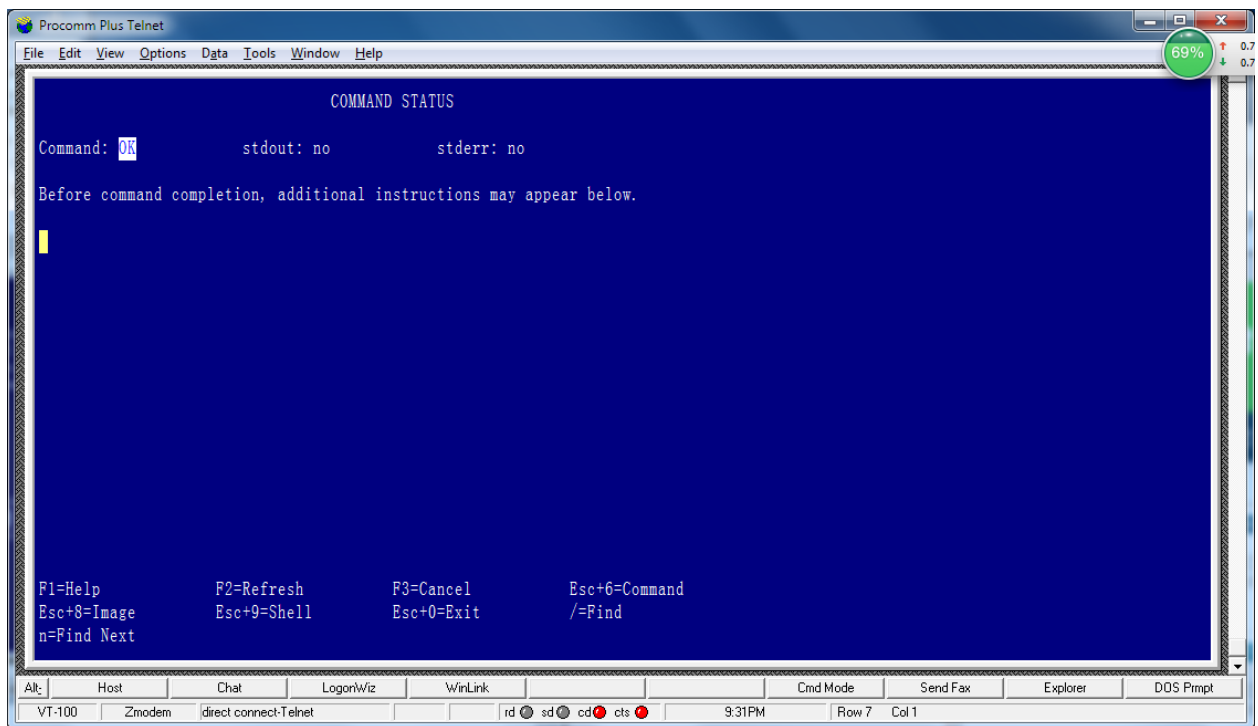 Procomm Plus Telnet
File Edit View Options Data Tools Window Help
69%
0.7
0.7
COMMAND STATUS
Command: OK stdout: no stderr: no
Before command completion, additional instructions may appear below.
F1=Help F2=Refresh F3=Cancel Esc+6=Command
Esc+8=Image Esc+9=Shell Esc+0=Exit /=Find
n=Find Next
Alt- Host Chat LogonWiz WinLink Cmd Mode Send Fax Explorer DOS Prmpt
VT-100 Zmodem direct connect-Telnet rd sd cd cts 9:31PM Row 7 Col 1